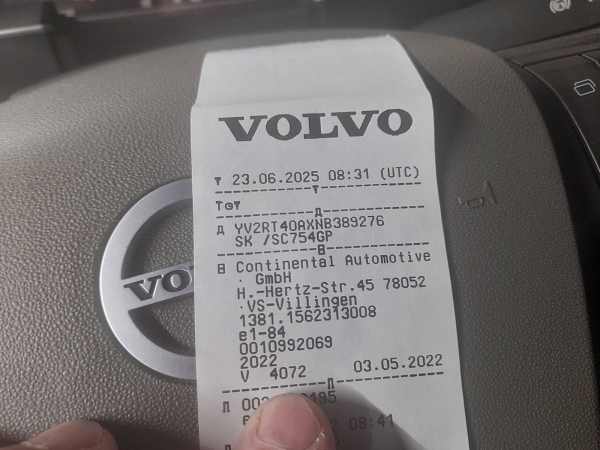 VOLVO
▼ 23.06.2025 08:31 (UTC)
T⊙▼
Д YV2RT40AXNB389276
SK /SC754GP
B Continental Automotive
. GmbH
H.-Hertz-Str.45 78052
.VS-Villingen
1381.1562313008
e1-84
0010992069
2022
V 4072 03.05.2022
08:41
VOL